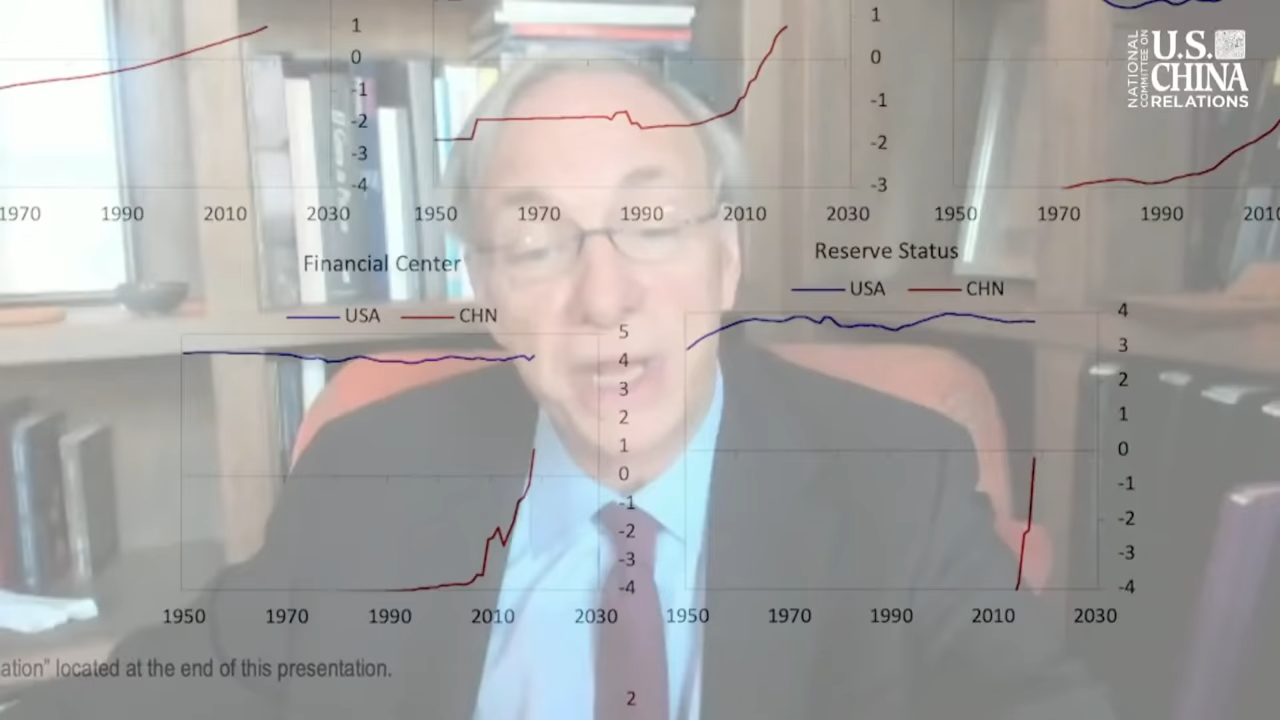 1
0
-1
-2
-3
-4
1970 1990 2010 2030
1
0
-1
-2
-3
1950 1970 1990 2010 2030
1950 1970 1990 2010
NATIONAL
COMMITTEE ON
U.S.
CHINA
RELATIONS
Financial Center
USA CHN
5
4
3
2
1
0
-1
-2
-3
-4
1950 1970 1990 2010 2030
Reserve Status
USA CHN
4
3
2
1
0
-1
-2
-3
-4
1950 1970 1990 2010 2030
ation" located at the end of this presentation.
2